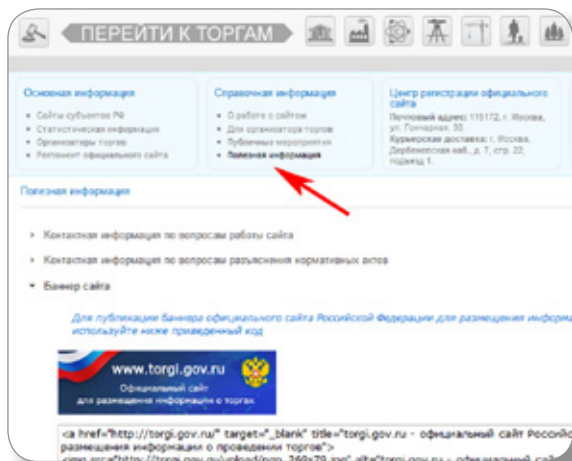 ПЕРЕЙТИ К ТОРГАМ
Основная информация
Сайты субъектов РФ
Статистическая информация
Организаторы торгов
Регламент официального сайта
Справочная информация
О работе с сайтом
Для организатора торгов
Публичные мероприятия
Полезная информация
Центр регистрации официального
сайта
Почтовый адрес: 115172, г. Москва,
ул. Гончарная, 30.
Курьерская доставка: г. Москва,
Дербеневская наб., д. 7, стр. 22,
подъезд 1.
Полезная информация
Контактная информация по вопросам работы сайта
Контактная информация по вопросам разъяснения нормативных актов
Баннер сайта
Для публикации баннера официального сайта Российской Федерации для размещения
используйте ниже приведенный код
www.torgi.gov.ru
Официальный сайт
для размещения информации о торгах
<a href="http://torgi.gov.ru/" target="_blank" title="torgi.gov.ru - официальный сайт
размещения информации о проведении торгов">